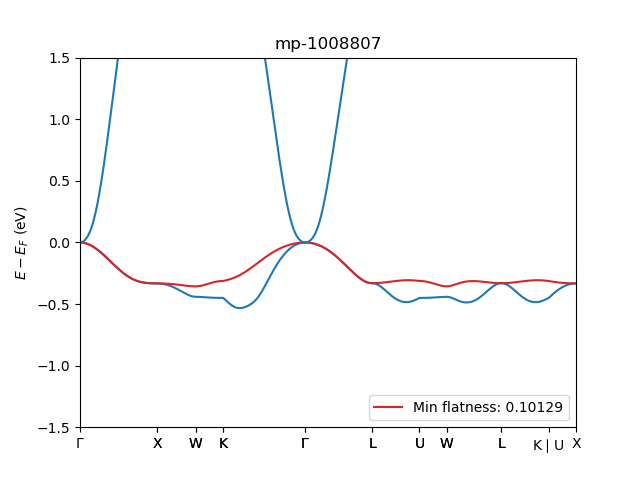 mp-1008807
E − E_F (eV)
1.5
1.0
0.5
0.0
−0.5
−1.0
−1.5
Min flatness: 0.10129
Γ X W K Γ L U W L K | U X